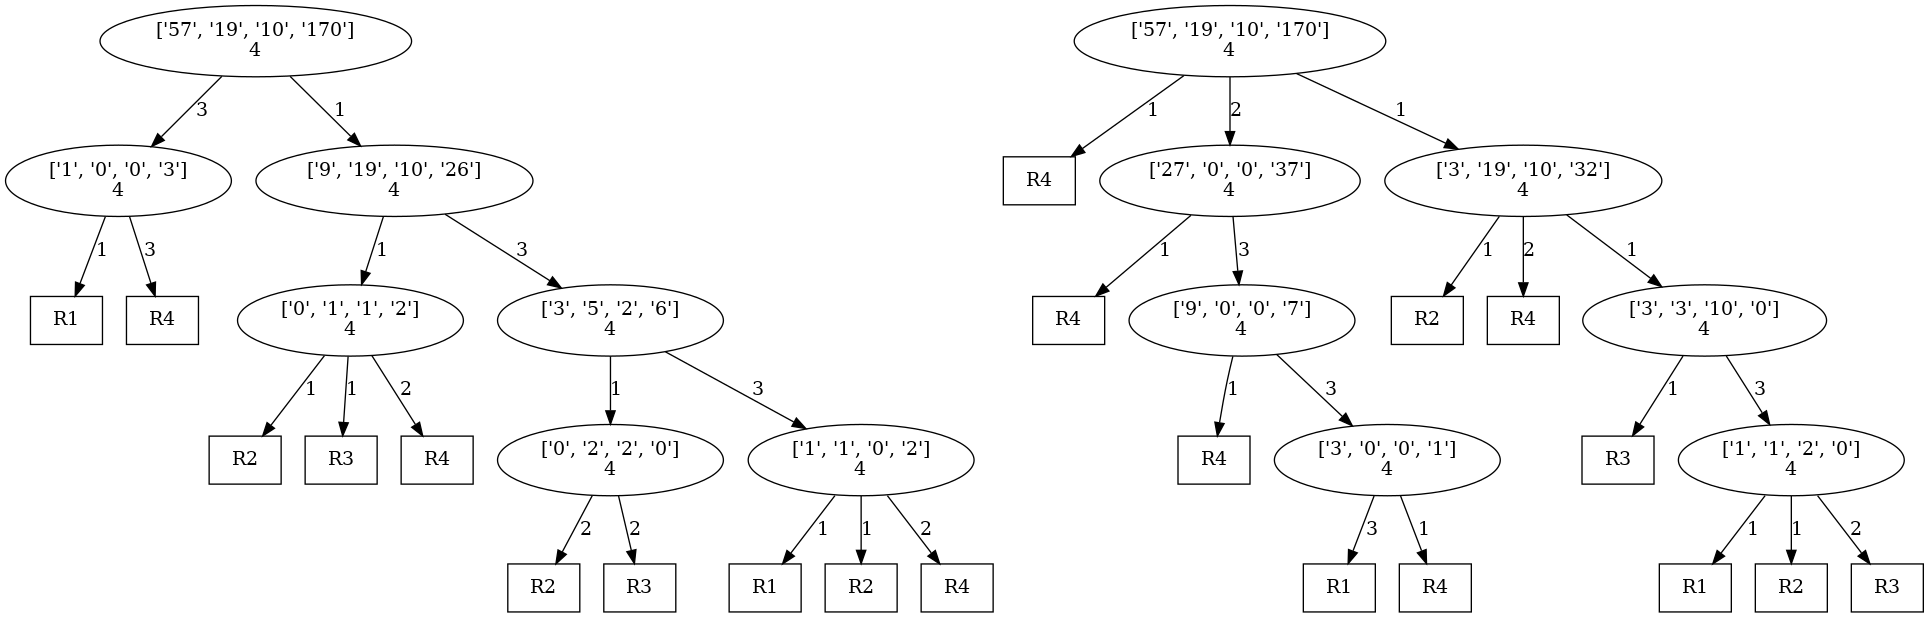 ['57', '19', '10', '170']
4
3
1
['1', '0', '0', '3']
4
['9', '19', '10', '26']
4
1
3
1
3
R1
R4
['0', '1', '1', '2']
4
['3', '5', '2', '6']
4
1
1
2
1
3
R2
R3
R4
['0', '2', '2', '0']
4
['1', '1', '0', '2']
4
2
2
1
1
2
R2
R3
R1
R2
R4
['57', '19', '10', '170']
4
1
2
1
R4
['27', '0', '0', '37']
4
['3', '19', '10', '32']
4
1
3
1
2
1
R4
['9', '0', '0', '7']
4
R2
R4
['3', '3', '10', '0']
4
1
3
1
3
R4
['3', '0', '0', '1']
4
R3
['1', '1', '2', '0']
4
3
1
1
1
2
R1
R4
R1
R2
R3